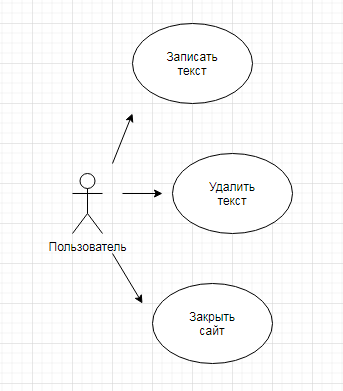 Записать
текст
Удалить
текст
Пользователь
Закрыть
сайт